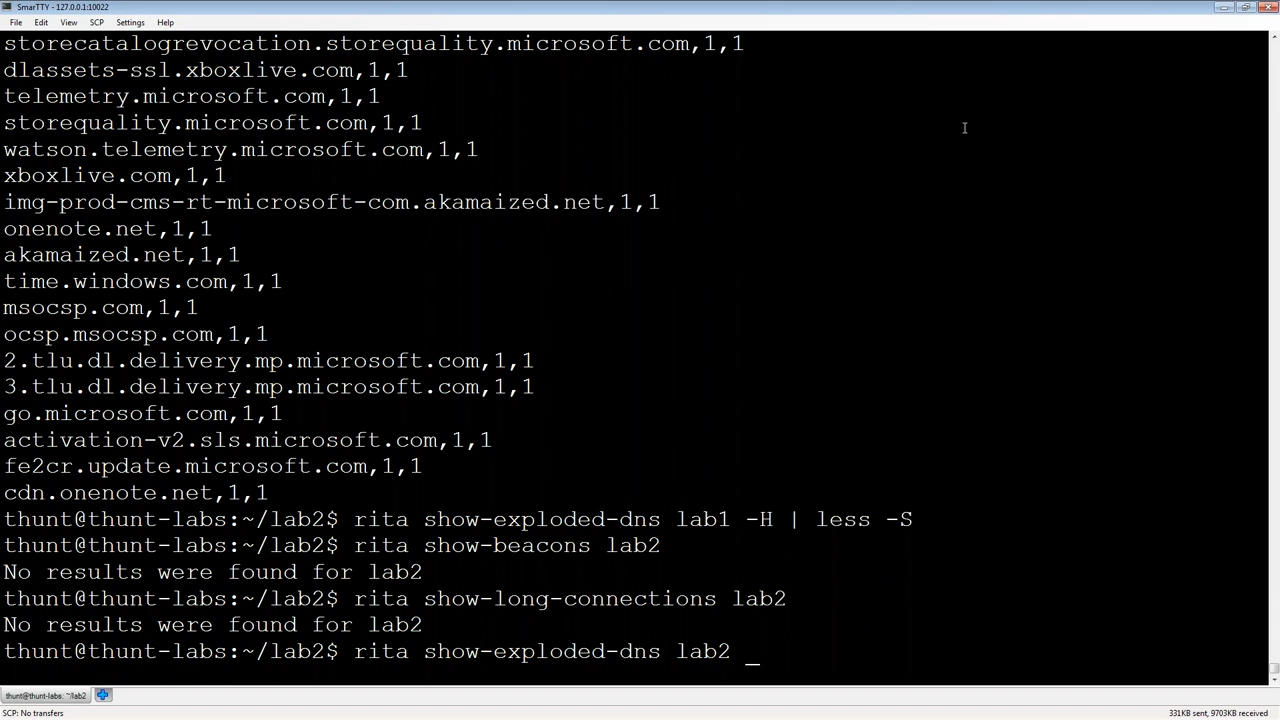 SmarTTY - 127.0.0.1:10022
File Edit View SCP Settings Help
storecatalogrevocation.storequality.microsoft.com,1,1
dlassets-ssl.xboxlive.com,1,1
telemetry.microsoft.com,1,1
storequality.microsoft.com,1,1
watson.telemetry.microsoft.com,1,1
xboxlive.com,1,1
img-prod-cms-rt-microsoft-com.akamaized.net,1,1
onenote.net,1,1
akamaized.net,1,1
time.windows.com,1,1
msocsp.com,1,1
ocsp.msocsp.com,1,1
2.tlu.dl.delivery.mp.microsoft.com,1,1
3.tlu.dl.delivery.mp.microsoft.com,1,1
go.microsoft.com,1,1
activation-v2.sls.microsoft.com,1,1
fe2cr.update.microsoft.com,1,1
cdn.onenote.net,1,1
thunt@thunt-labs:~/lab2$ rita show-exploded-dns lab1 -H | less -S
thunt@thunt-labs:~/lab2$ rita show-beacons lab2
No results were found for lab2
thunt@thunt-labs:~/lab2$ rita show-long-connections lab2
No results were found for lab2
thunt@thunt-labs:~/lab2$ rita show-exploded-dns lab2 _
thunt@thunt-labs: ~/lab2
SCP: No transfers
331KB sent, 9703KB received